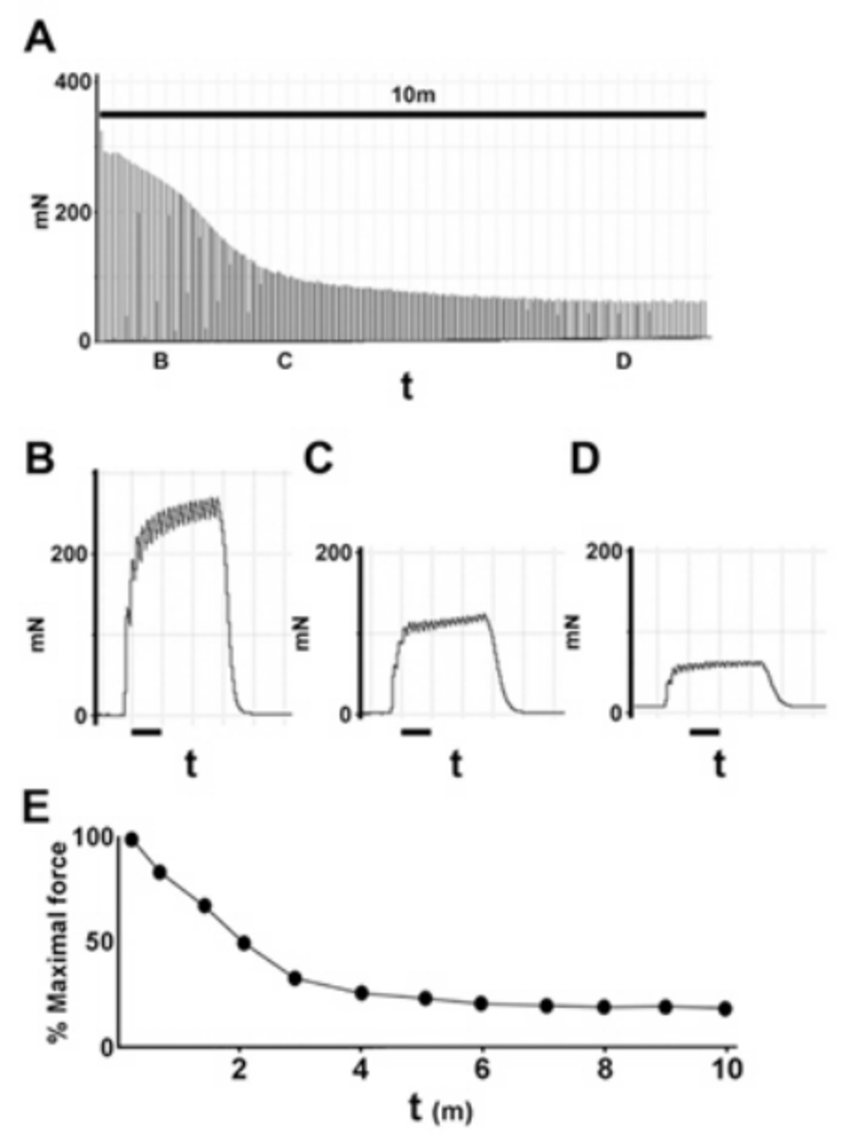 A
400
10m
mN
200
0
B C D
t
B C D
200 200 200
mN mN mN
0 0 0
t t t
E
100
% Maximal force
50
0
2 4 6 8 10
t (m)